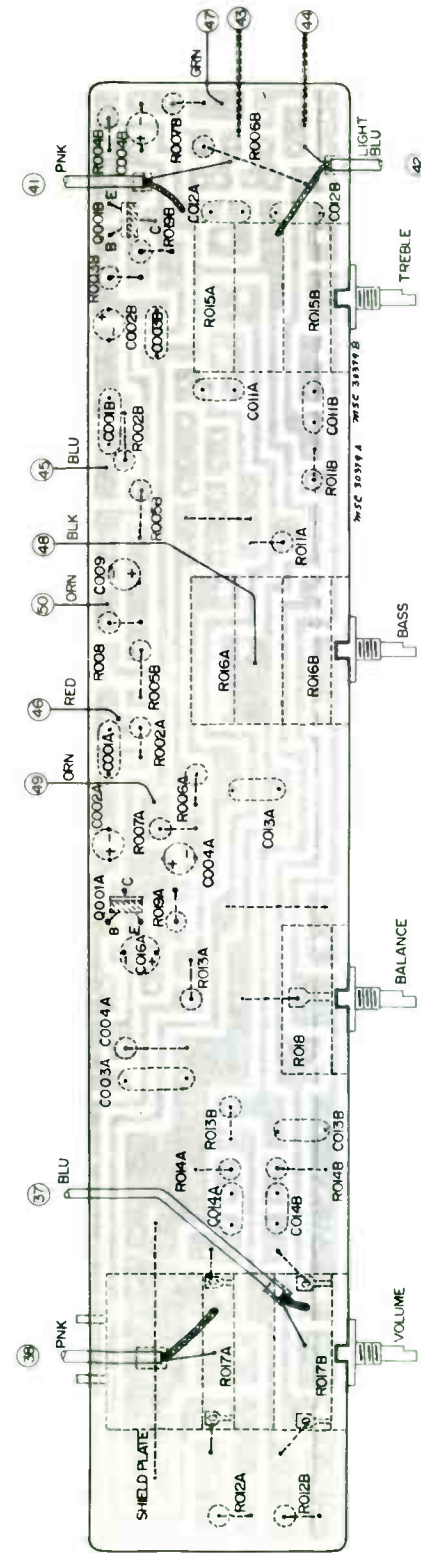 38
PNK
37
BLU
49
ORN
46
RED
50
ORN
48
BLK
45
BLU
41
PNK
47
GRN
43
44
42
LIGHT
BLU
SHIELD PLATE
R012A
R012B
R017A
R017B
C014A
R014A
C014B
R014B
R013B
C013B
C003A
C004A
R013A
R018
C016A
Q001A
B
E
C
R019A
C002A
C004A
R007A
R006A
C013A
C001A
R002A
R005B
R008
C009
R016A
R016B
R011A
R005B
R002B
C001B
R011B
C011B
C011A
C002B
C003B
R003B
R015A
R015B
Q001B
B
E
C
R019B
R004B
C004B
R007B
C012A
R006B
C012B
VOLUME
BALANCE
BASS
TREBLE
MSC 30379 A
MSC 30379 B